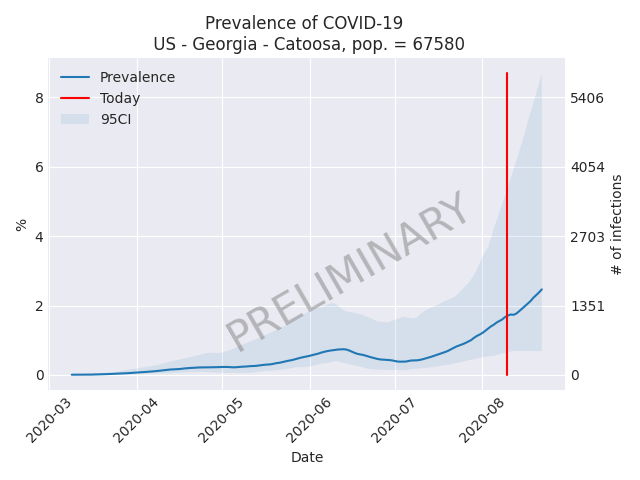 Prevalence of COVID-19
US - Georgia - Catoosa, pop. = 67580
Prevalence
Today
95CI
8
6
4
2
0
%
5406
4054
2703
1351
0
# of infections
PRELIMINARY
2020-03
2020-04
2020-05
2020-06
2020-07
2020-08
Date